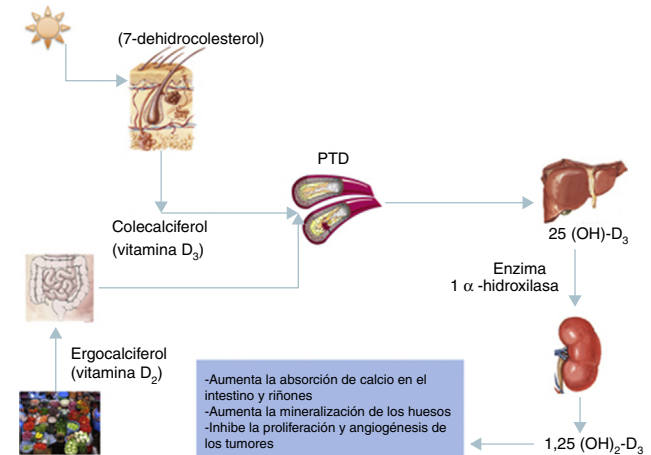 (7-dehidrocolesterol)
PTD
Colecalciferol
(vitamina D₃)
25 (OH)-D₃
Enzima
1 α -hidroxilasa
Ergocalciferol
(vitamina D₂)
-Aumenta la absorción de calcio en el
intestino y riñones
-Aumenta la mineralización de los huesos
-Inhibe la proliferación y angiogénesis de
los tumores
1,25 (OH)₂-D₃